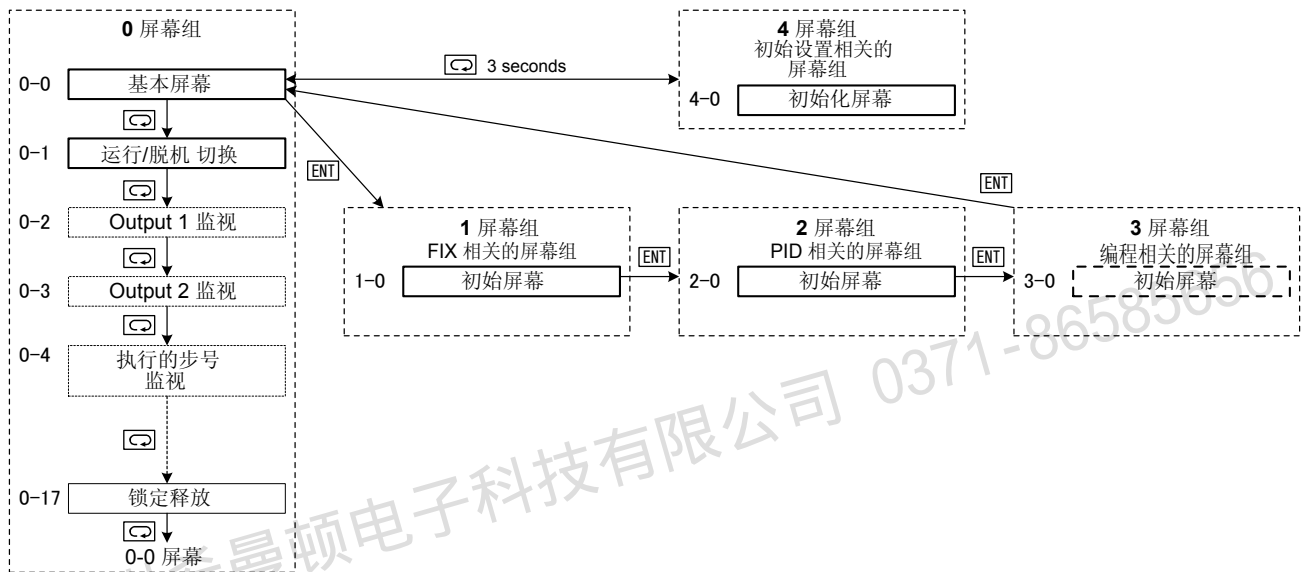 0 屏幕组
0-0
基本屏幕
0-1
运行/脱机 切换
0-2
Output 1 监视
0-3
Output 2 监视
0-4
执行的步号
监视
0-17
锁定释放
0-0 屏幕
3 seconds
4 屏幕组
初始设置相关的
屏幕组
4-0
初始化屏幕
ENT
1 屏幕组
FIX 相关的屏幕组
1-0
初始屏幕
ENT
2 屏幕组
PID 相关的屏幕组
2-0
初始屏幕
ENT
ENT
3 屏幕组
编程相关的屏幕组
3-0
初始屏幕
曼顿电子科技有限公司 0371-86585656